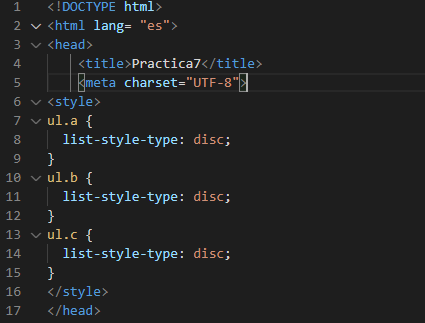 1 <!DOCTYPE html>
2 <html lang= "es">
3 <head>
4     <title>Practica7</title>
5     <meta charset="UTF-8">
6 <style>
7 ul.a {
8   list-style-type: disc;
9 }
10 ul.b {
11   list-style-type: disc;
12 }
13 ul.c {
14   list-style-type: disc;
15 }
16 </style>
17 </head>